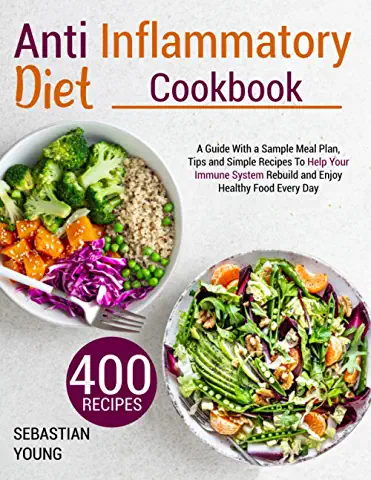 Anti Inflammatory
Diet Cookbook
A Guide With a Sample Meal Plan,
Tips and Simple Recipes To Help Your
Immune System Rebuild and Enjoy
Healthy Food Every Day
400
RECIPES
SEBASTIAN
YOUNG